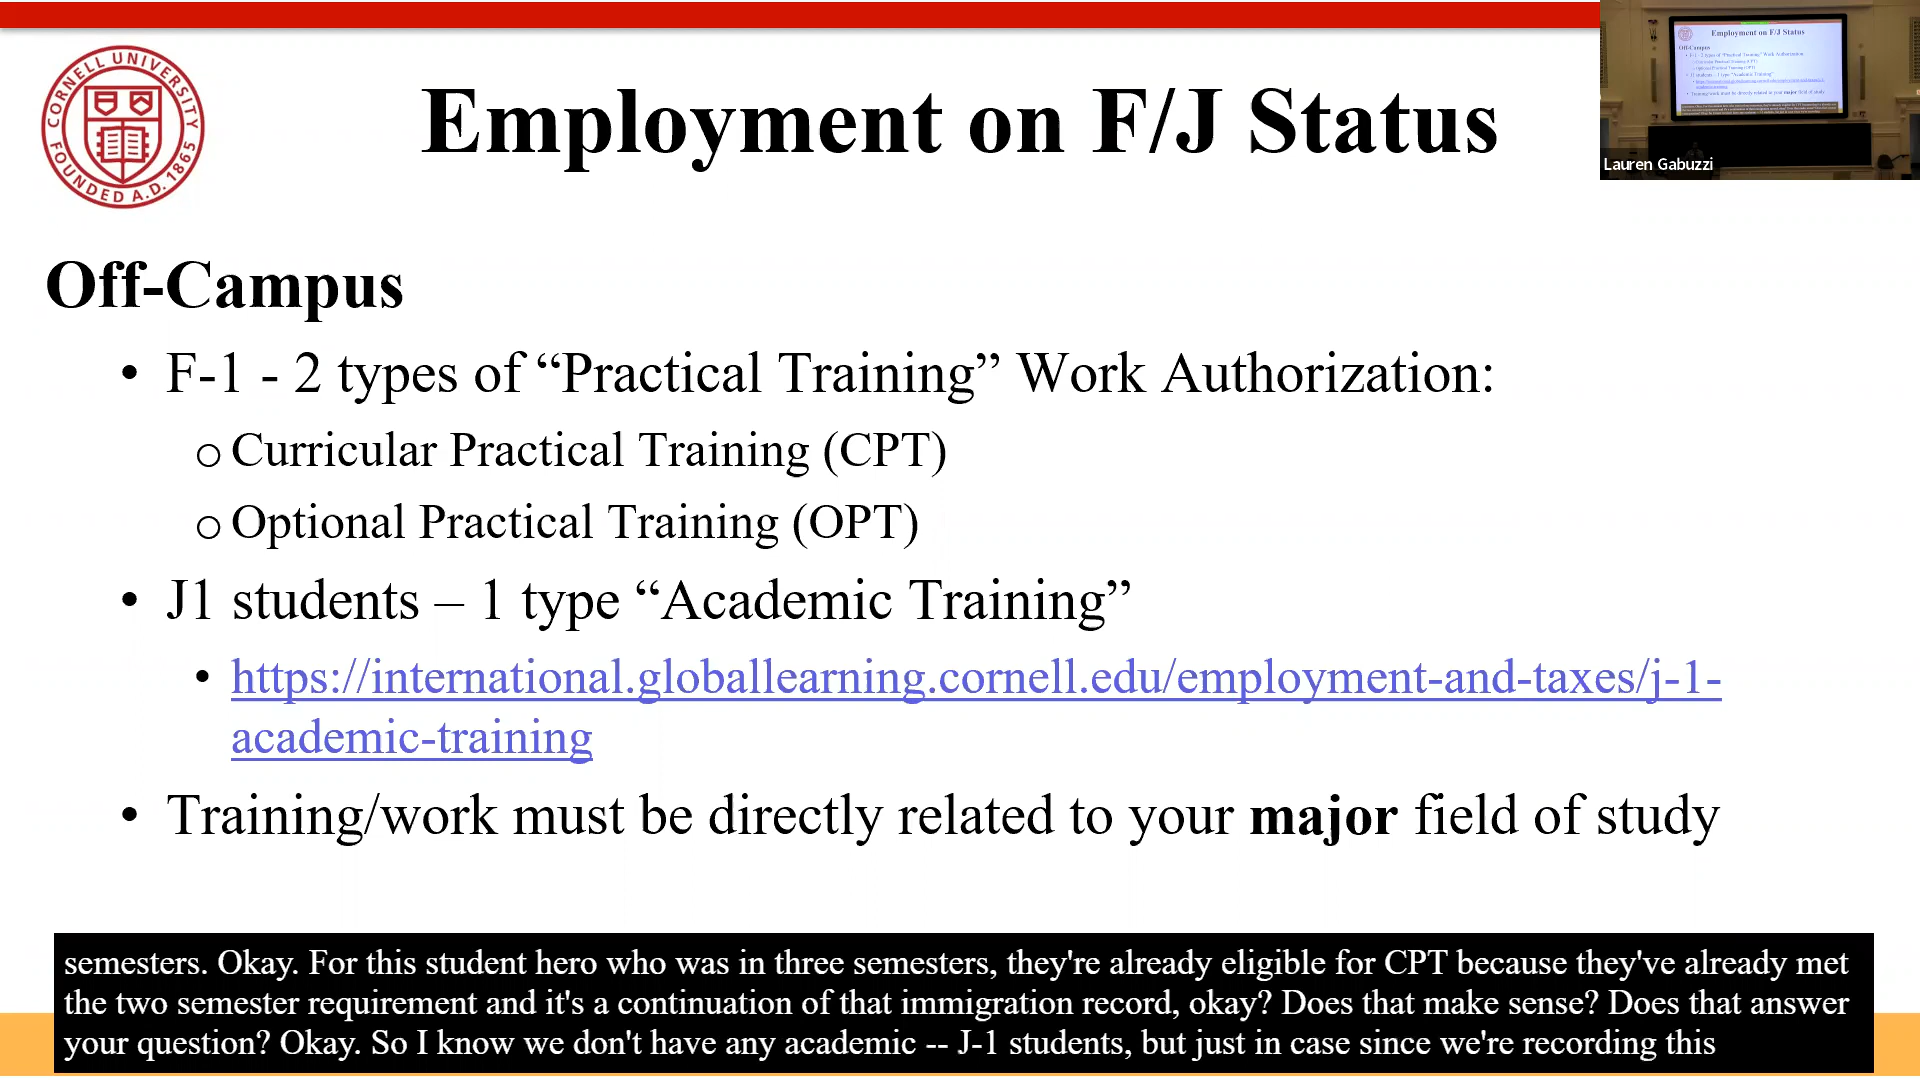 CORNELL UNIVERSITY
FOUNDED A.D. 1865
Employment on F/J Status
Lauren Gabuzzi
Employment on F/J Status
Off-Campus
Off-Campus
• F-1 - 2 types of “Practical Training” Work Authorization:
o Curricular Practical Training (CPT)
o Optional Practical Training (OPT)
• J1 students – 1 type “Academic Training”
• https://international.globallearning.cornell.edu/employment-and-taxes/j-1-
academic-training
• Training/work must be directly related to your major field of study
semesters. Okay. For this student hero who was in three semesters, they're already eligible for CPT because they've already met
the two semester requirement and it's a continuation of that immigration record, okay? Does that make sense? Does that answer
your question? Okay. So I know we don't have any academic -- J-1 students, but just in case since we're recording this